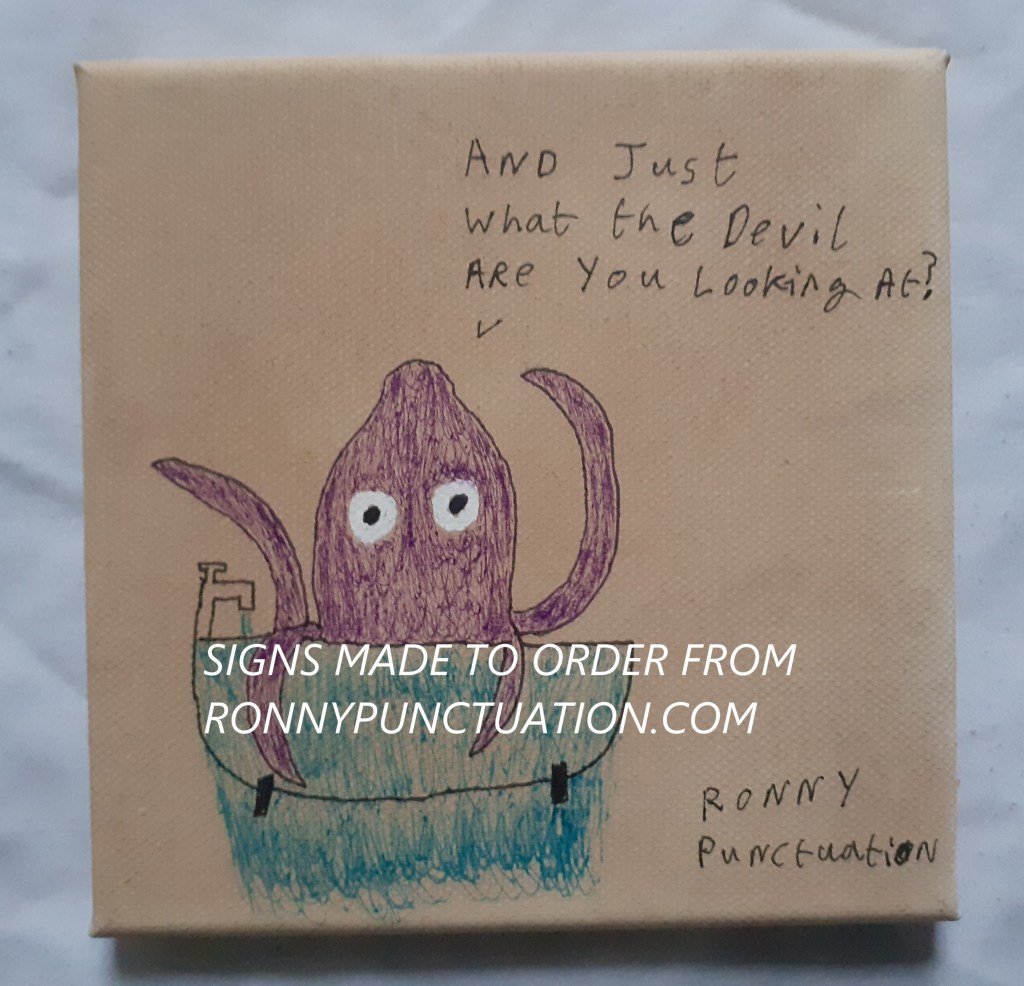 And Just
What the Devil
Are You Looking At?
SIGNS MADE TO ORDER FROM
RONNYPUNCTUATION.COM
RONNY
Punctuation